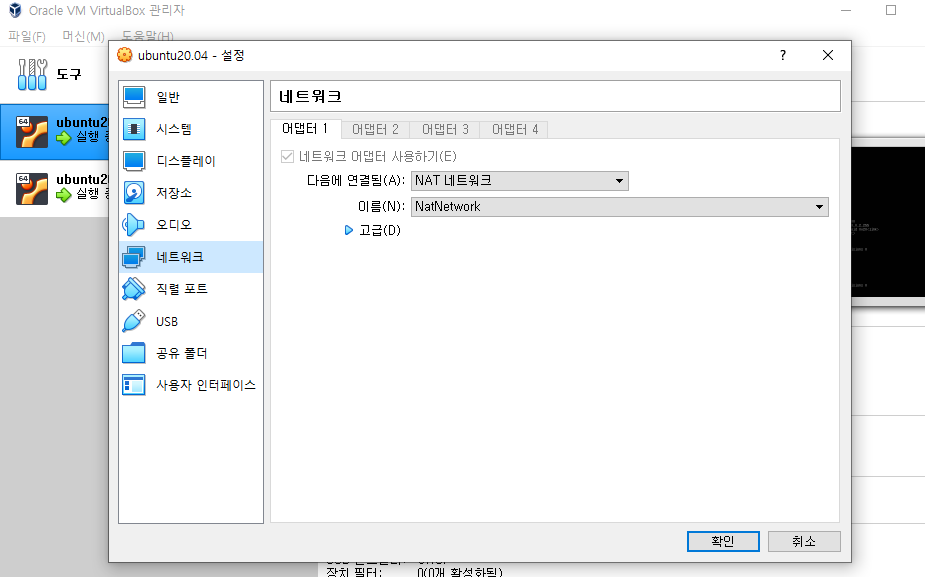 Oracle VM VirtualBox 관리자
파일(F) 머신(M) 도움말(H)
ubuntu20.04 - 설정
도구
64
ubuntu2
실행 중
64
ubuntu2
실행 중
일반
시스템
디스플레이
저장소
오디오
네트워크
직렬 포트
USB
공유 폴더
사용자 인터페이스
네트워크
어댑터 1 어댑터 2 어댑터 3 어댑터 4
네트워크 어댑터 사용하기(E)
다음에 연결됨(A): NAT 네트워크
이름(N): NatNetwork
고급(D)
확인 취소
장치 필터: 0(0개 활성화됨)